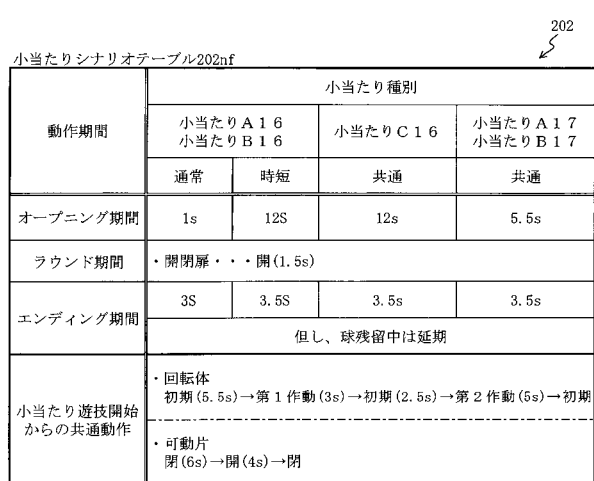 202
小当たりシナリオテーブル202nf
動作期間
小当たり種別
小当たりA16
小当たりB16
小当たりC16
小当たりA17
小当たりB17
通常
時短
共通
共通
オープニング期間
1s
12S
12s
5.5s
ラウンド期間
・開閉扉・・・開(1.5s)
エンディング期間
3S
3.5S
3.5s
3.5s
但し、球残留中は延期
小当たり遊技開始
からの共通動作
・回転体
初期(5.5s)→第1作動(3s)→初期(2.5s)→第2作動(5s)→初期
・可動片
閉(6s)→開(4s)→閉